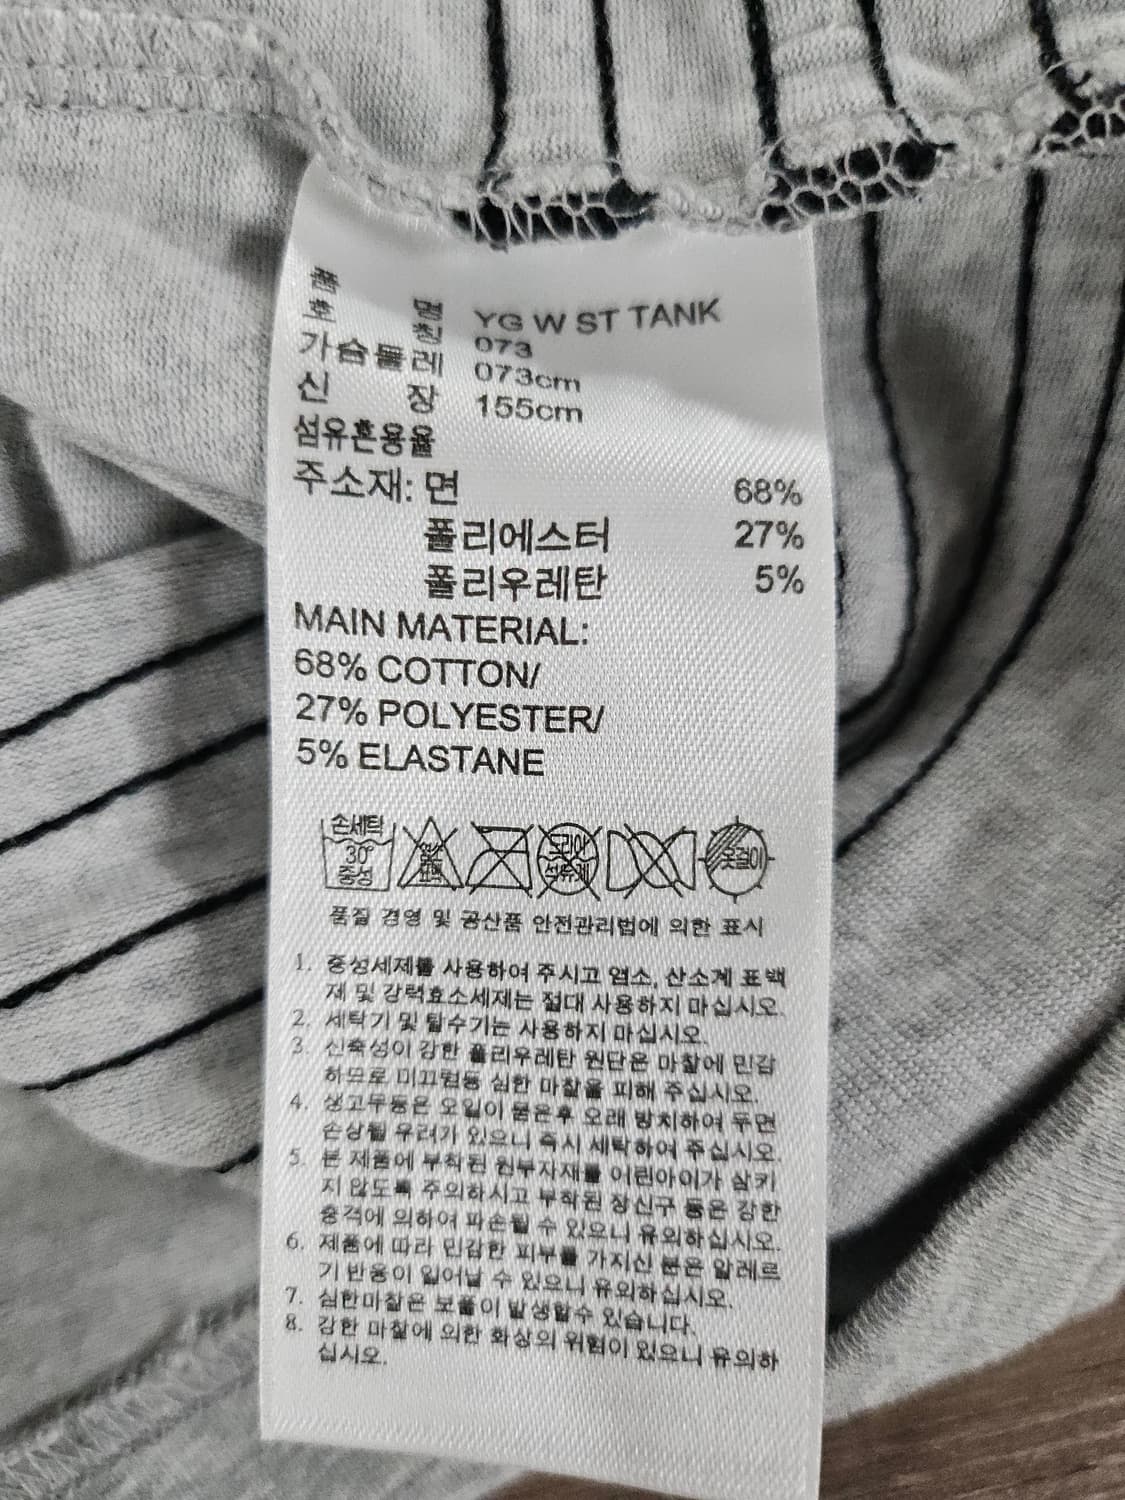 품 명 YG W ST TANK
호 칭 073
가슴둘레 073cm
신 장 155cm
섬유혼용율
주소재: 면 68%
폴리에스터 27%
폴리우레탄 5%
MAIN MATERIAL:
68% COTTON/
27% POLYESTER/
5% ELASTANE
손세탁 30° 중성 염소 표백 드라이 석유계 옷걸이
품질 경영 및 공산품 안전관리법에 의한 표시
1. 중성세제를 사용하여 주시고 염소, 산소계 표백
제 및 강력효소세제는 절대 사용하지 마십시오.
2. 세탁기 및 탈수기는 사용하지 마십시오.
3. 신축성이 강한 폴리우레탄 원단은 마찰에 민감
하므로 미끄럼등 심한 마찰을 피해 주십시오.
4. 생고무등은 오일이 묻은후 오래 방치하여 두면
손상될 우려가 있으니 즉시 세탁하여 주십시오.
5. 본 제품에 부착된 원부자재를 어린아이가 삼키
지 않도록 주의하시고 부착된 장신구 등은 강한
충격에 의하여 파손될 수 있으니 유의하십시오.
6. 제품에 따라 민감한 피부를 가지신 분은 알레르
기 반응이 일어날 수 있으니 유의하십시오.
7. 심한마찰은 보풀이 발생할수 있습니다.
8. 강한 마찰에 의한 화상의 위험이 있으니 유의하
십시오.